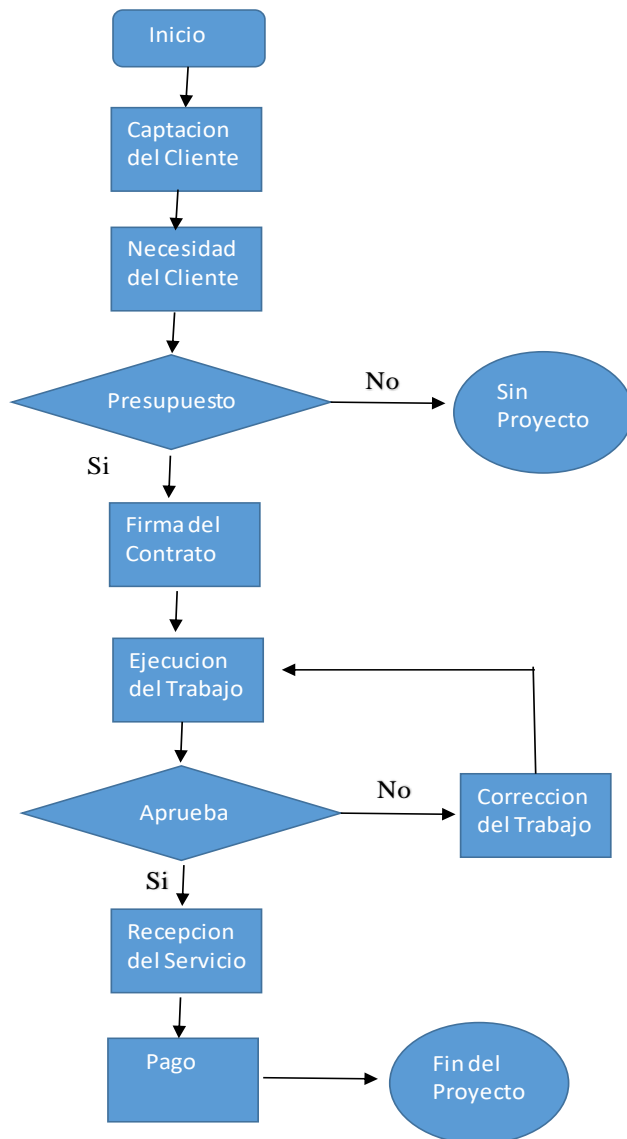 Inicio
Captacion
del Cliente
Necesidad
del Cliente
Presupuesto
No
Sin
Proyecto
Si
Firma del
Contrato
Ejecucion
del Trabajo
Aprueba
No
Correccion
del Trabajo
Si
Recepcion
del Servicio
Pago
Fin del
Proyecto